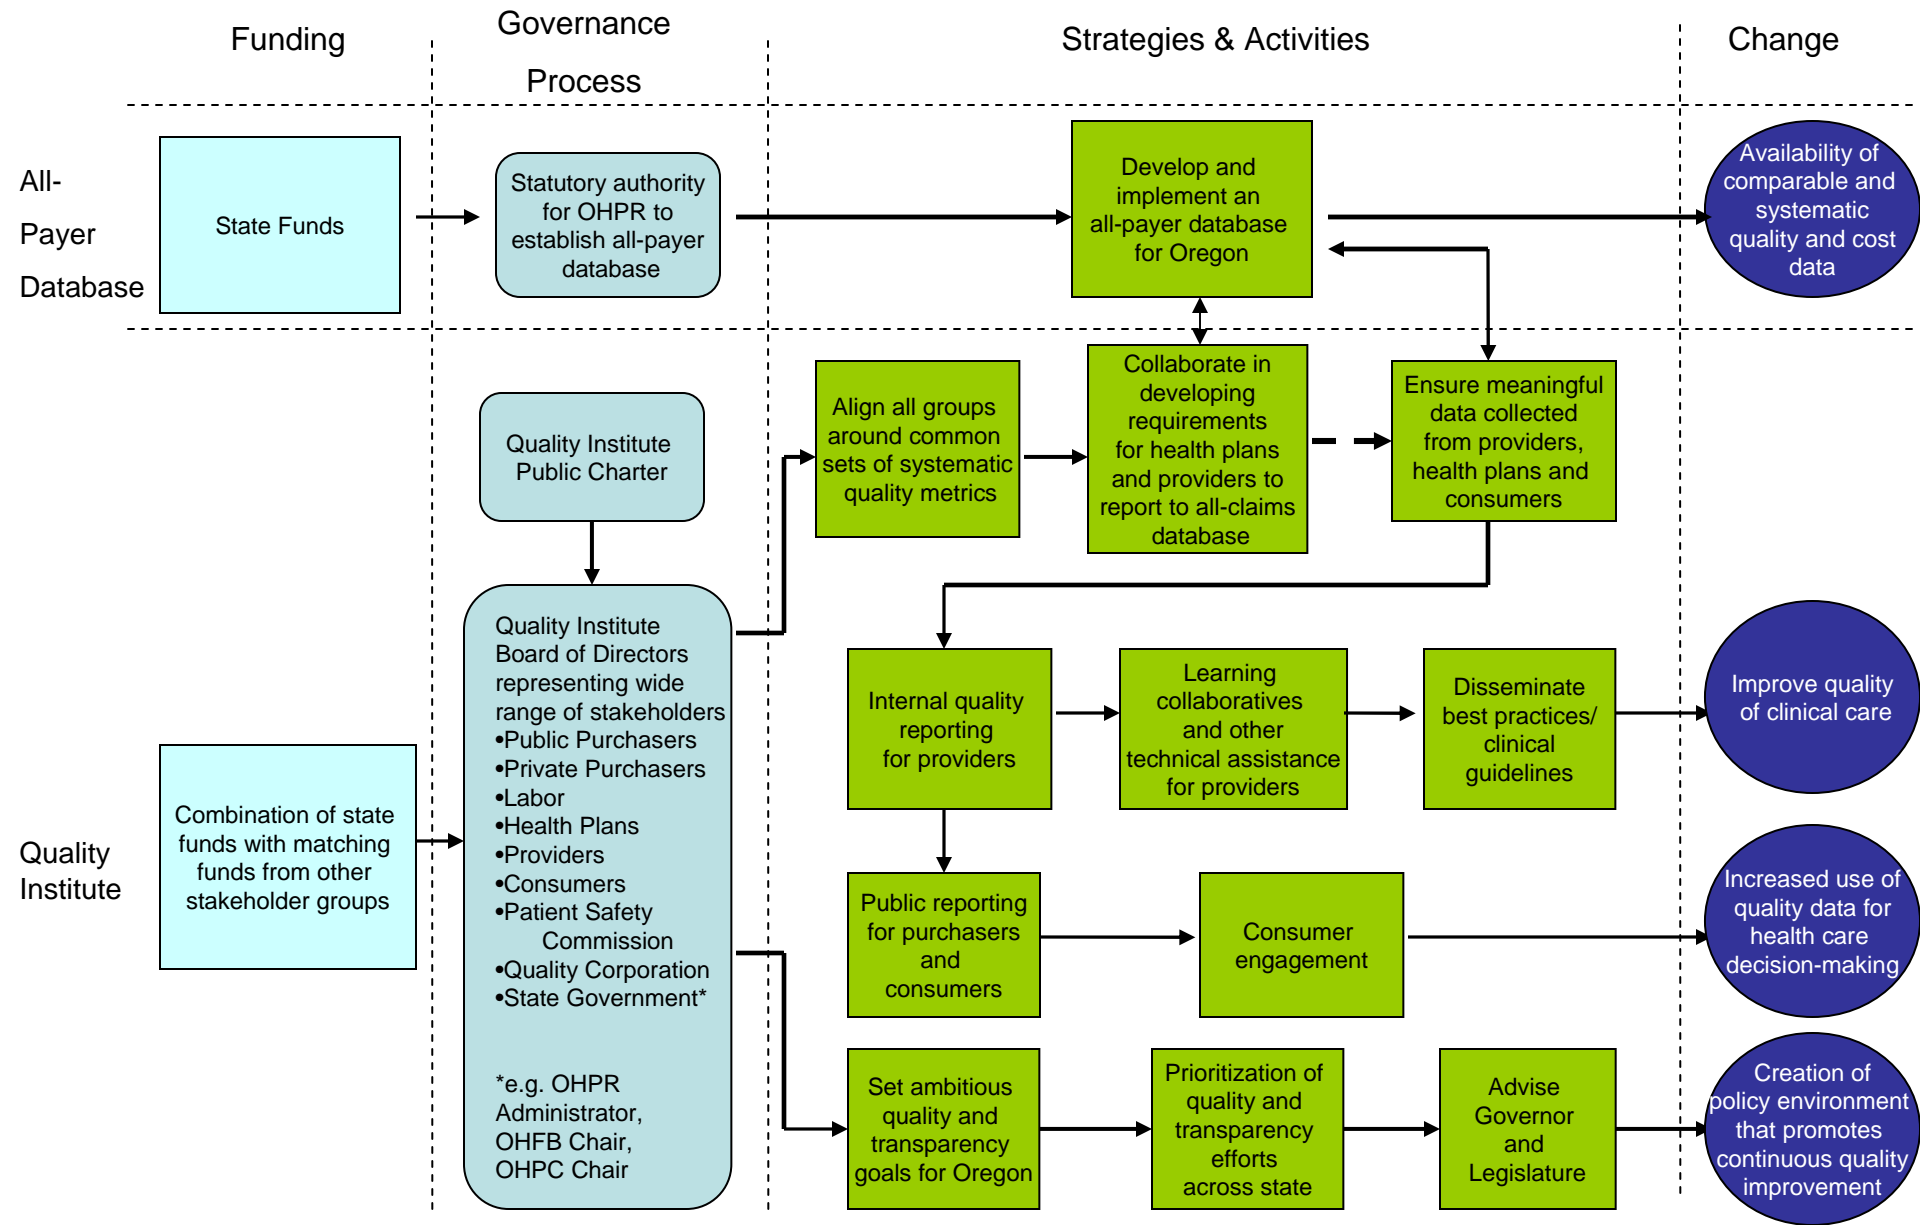 Funding
Governance
Process
Strategies & Activities
Change
All-
Payer
Database
State Funds
Statutory authority
for OHPR to
establish all-payer
database
Develop and
implement an
all-payer database
for Oregon
Availability of
comparable and
systematic
quality and cost
data
Quality Institute
Public Charter
Align all groups
around common
sets of systematic
quality metrics
Collaborate in
developing
requirements
for health plans
and providers to
report to all-claims
database
Ensure meaningful
data collected
from providers,
health plans and
consumers
Quality
Institute
Combination of state
funds with matching
funds from other
stakeholder groups
Quality Institute
Board of Directors
representing wide
range of stakeholders
•Public Purchasers
•Private Purchasers
•Labor
•Health Plans
•Providers
•Consumers
•Patient Safety
Commission
•Quality Corporation
•State Government*
*e.g. OHPR
Administrator,
OHFB Chair,
OHPC Chair
Internal quality
reporting
for providers
Learning
collaboratives
and other
technical assistance
for providers
Disseminate
best practices/
clinical
guidelines
Improve quality
of clinical care
Public reporting
for purchasers
and
consumers
Consumer
engagement
Increased use of
quality data for
health care
decision-making
Set ambitious
quality and
transparency
goals for Oregon
Prioritization of
quality and
transparency
efforts
across state
Advise
Governor
and
Legislature
Creation of
policy environment
that promotes
continuous quality
improvement